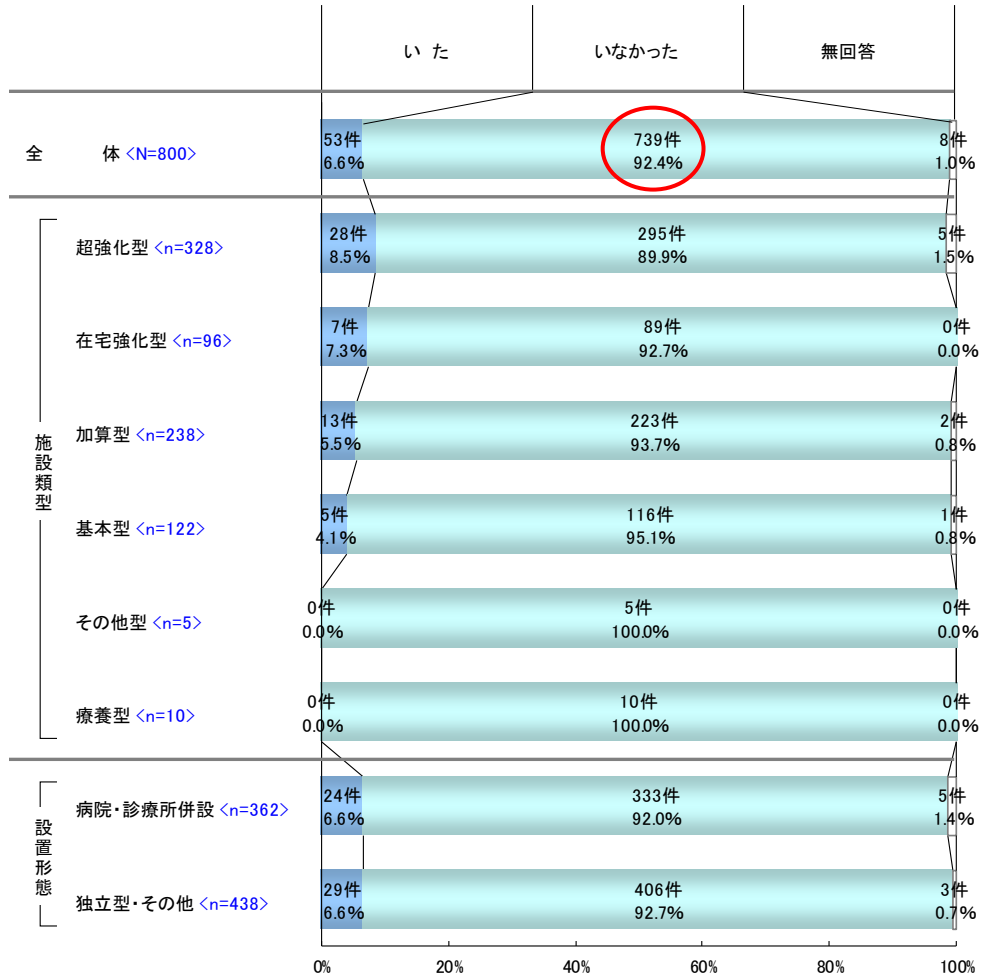 い た いなかった 無回答
全 体 <N=800>
53件 739件 8件
6.6% 92.4% 1.0%
施設類型
超強化型 <n=328>
28件 295件 5件
8.5% 89.9% 1.5%
在宅強化型 <n=96>
7件 89件 0件
7.3% 92.7% 0.0%
加算型 <n=238>
13件 223件 2件
5.5% 93.7% 0.8%
基本型 <n=122>
5件 116件 1件
4.1% 95.1% 0.8%
その他型 <n=5>
0件 5件 0件
0.0% 100.0% 0.0%
療養型 <n=10>
0件 10件 0件
0.0% 100.0% 0.0%
設置形態
病院・診療所併設 <n=362>
24件 333件 5件
6.6% 92.0% 1.4%
独立型・その他 <n=438>
29件 406件 3件
6.6% 92.7% 0.7%
0% 20% 40% 60% 80% 100%